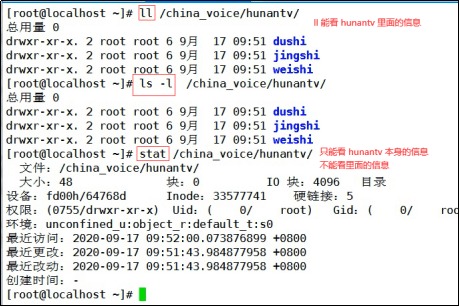 [root@localhost ~]# ll /china_voice/hunantv/
ll 能看 hunantv 里面的信息
总用量 0
drwxr-xr-x. 2 root root 6 9月  17 09:51 dushi
drwxr-xr-x. 2 root root 6 9月  17 09:51 jingshi
drwxr-xr-x. 2 root root 6 9月  17 09:51 weishi
[root@localhost ~]# ls -l  /china_voice/hunantv/
总用量 0
drwxr-xr-x. 2 root root 6 9月  17 09:51 dushi
drwxr-xr-x. 2 root root 6 9月  17 09:51 jingshi
drwxr-xr-x. 2 root root 6 9月  17 09:51 weishi
只能看 hunantv 本身的信息
[root@localhost ~]# stat /china_voice/hunantv/
不能看里面的信息
文件：/china_voice/hunantv/
大小：48 块：0 IO 块：4096 目录
设备：fd00h/64768d Inode：33577741 硬链接：5
权限：(0755/drwxr-xr-x) Uid：( 0/ root) Gid：( 0/ roo
环境：unconfined_u:object_r:default_t:s0
最近访问：2020-09-17 09:52:00.073876899 +0800
最近更改：2020-09-17 09:51:43.984877958 +0800
最近改动：2020-09-17 09:51:43.984877958 +0800
创建时间：-
[root@localhost ~]#